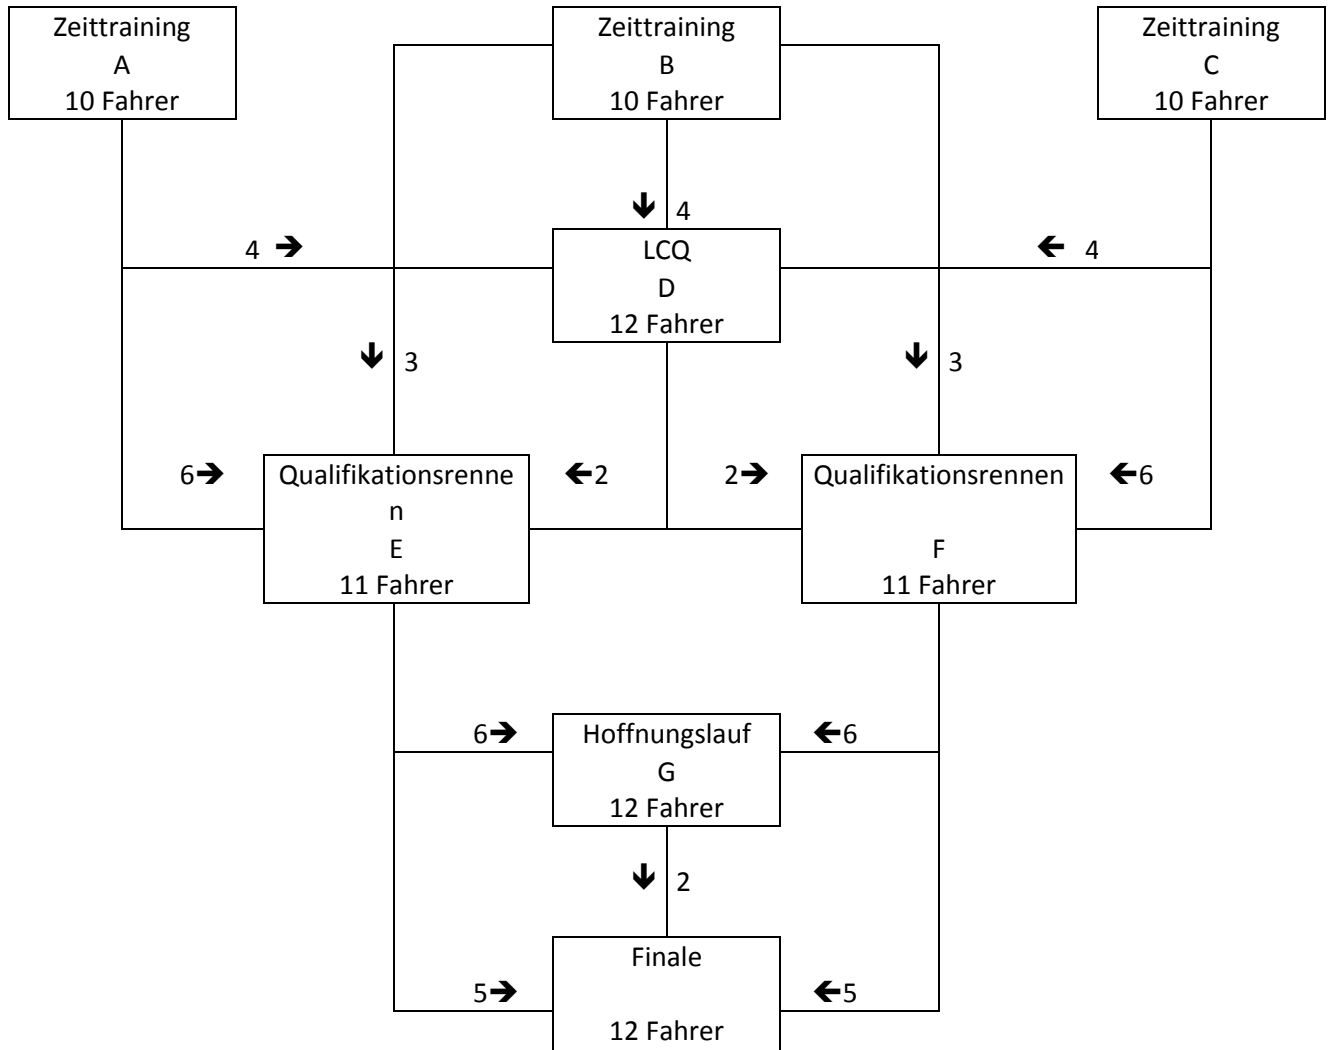 Zeittraining
A
10 Fahrer
Zeittraining
B
10 Fahrer
Zeittraining
C
10 Fahrer
🡻 4
4 🡺
🡸 4
LCQ
D
12 Fahrer
🡻 3
🡻 3
6🡺
Qualifikationsrenne
n
E
11 Fahrer
🡸2
2🡺
Qualifikationsrennen
F
11 Fahrer
🡸6
6🡺
Hoffnungslauf
G
12 Fahrer
🡸6
🡻 2
5🡺
Finale
12 Fahrer
🡸5